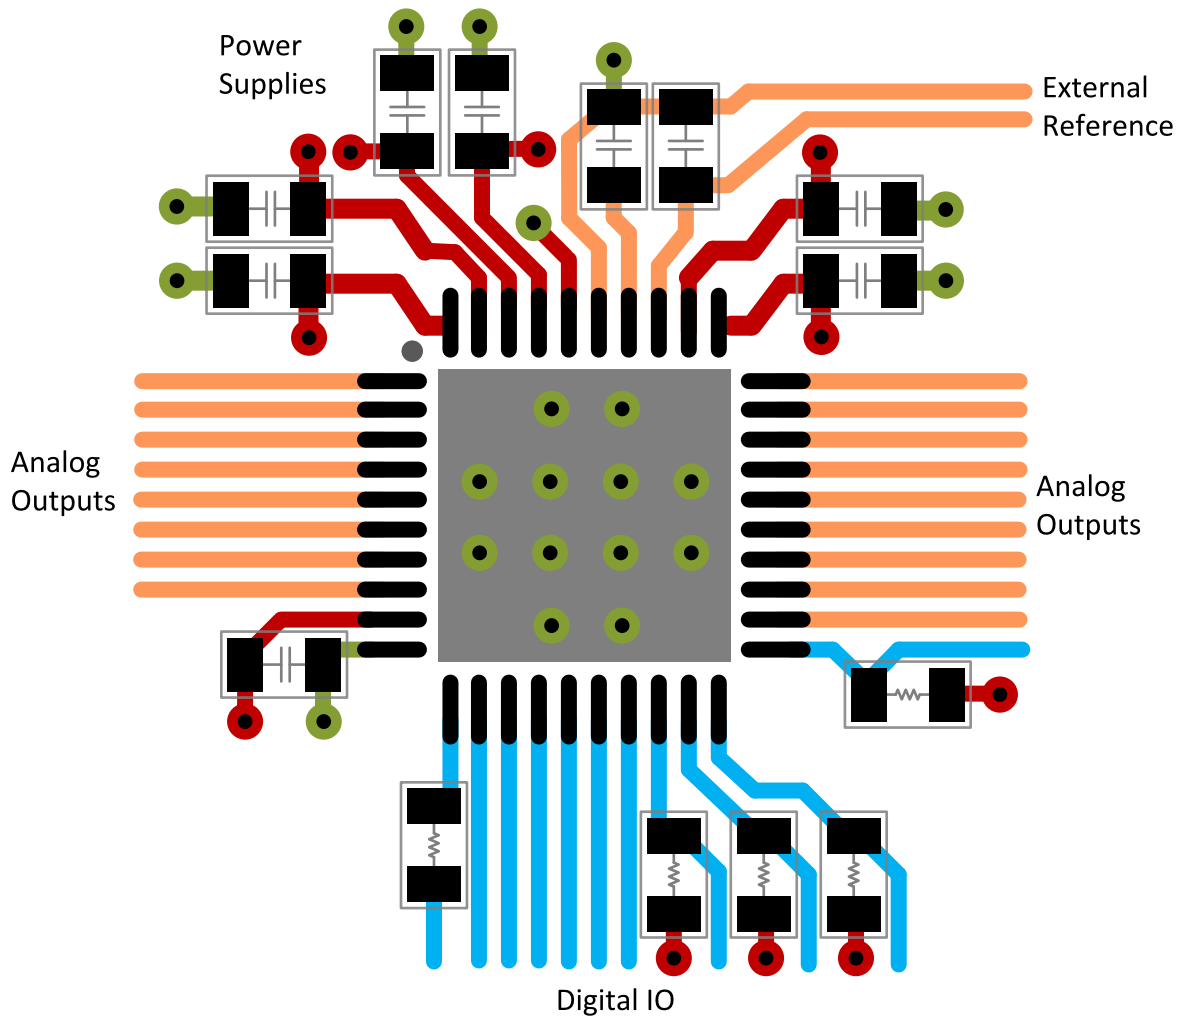 Power
Supplies
External
Reference
Analog
Outputs
Analog
Outputs
Digital IO